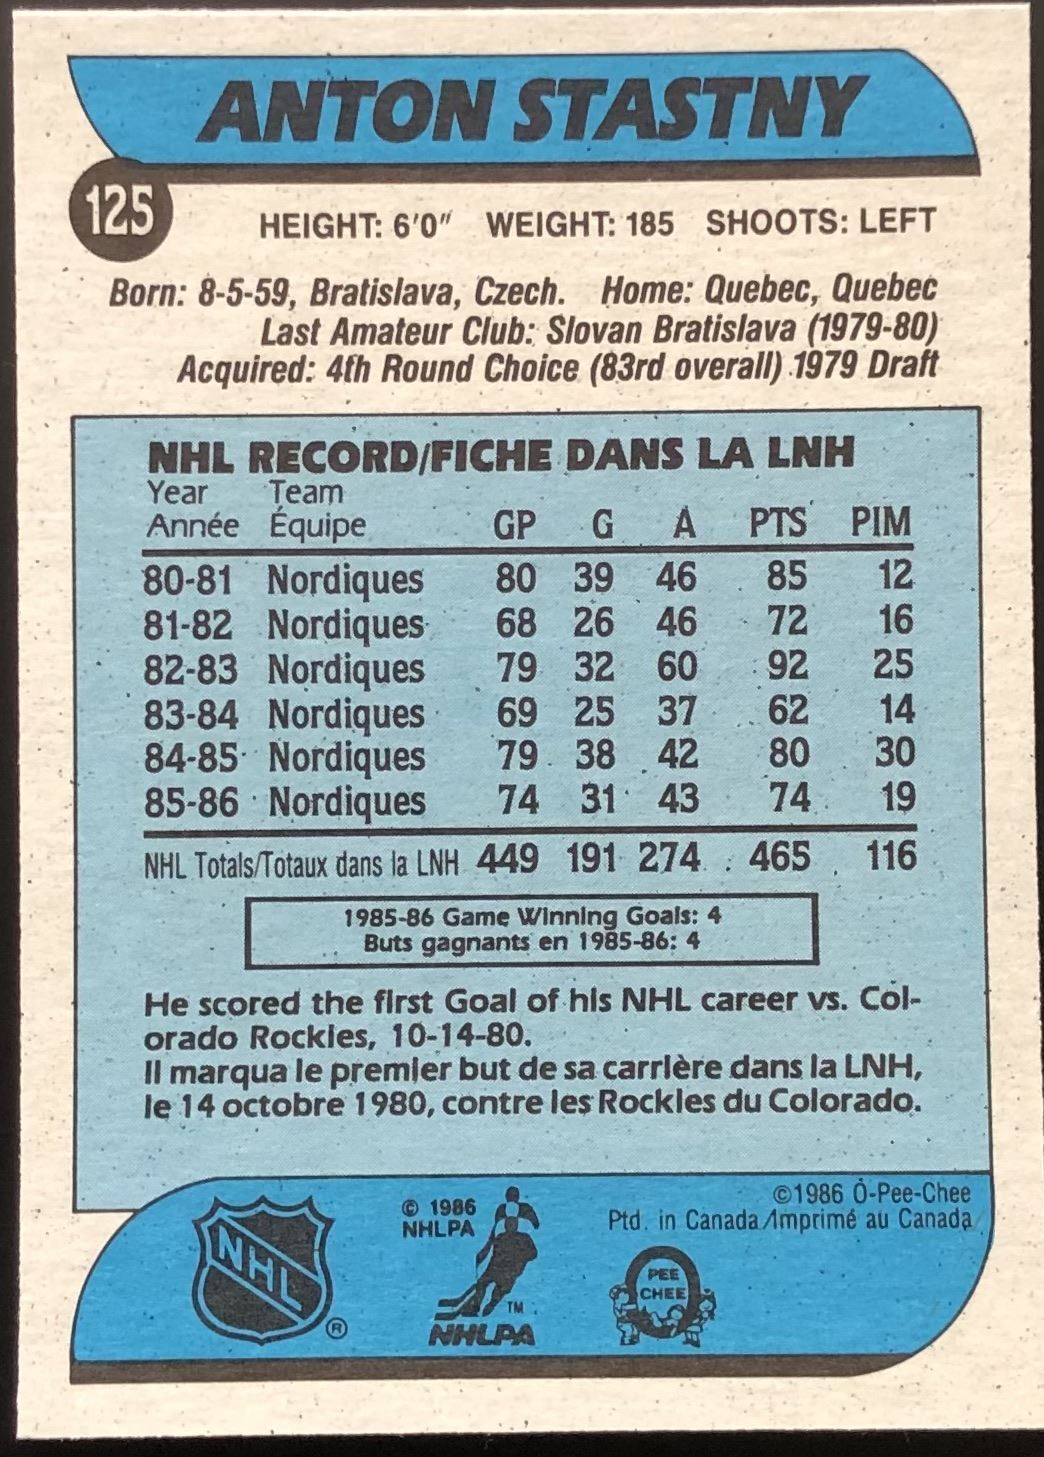 ANTON STASTNY
125
HEIGHT: 6'0" WEIGHT: 185 SHOOTS: LEFT
Born: 8-5-59, Bratislava, Czech. Home: Quebec, Quebec
Last Amateur Club: Slovan Bratislava (1979-80)
Acquired: 4th Round Choice (83rd overall) 1979 Draft
NHL RECORD/FICHE DANS LA LNH
Year Team
Année Équipe GP G A PTS PIM
80-81 Nordiques 80 39 46 85 12
81-82 Nordiques 68 26 46 72 16
82-83 Nordiques 79 32 60 92 25
83-84 Nordiques 69 25 37 62 14
84-85 Nordiques 79 38 42 80 30
85-86 Nordiques 74 31 43 74 19
NHL Totals/Totaux dans la LNH 449 191 274 465 116
1985-86 Game Winning Goals: 4
Buts gagnants en 1985-86: 4
He scored the first Goal of his NHL career vs. Col-
orado Rockies, 10-14-80.
Il marqua le premier but de sa carrière dans la LNH,
le 14 octobre 1980, contre les Rockies du Colorado.
NHL ®
© 1986
NHLPA
TM
NHLPA
©1986 O-Pee-Chee
Ptd. in Canada/Imprimé au Canada
PEE
CHEE